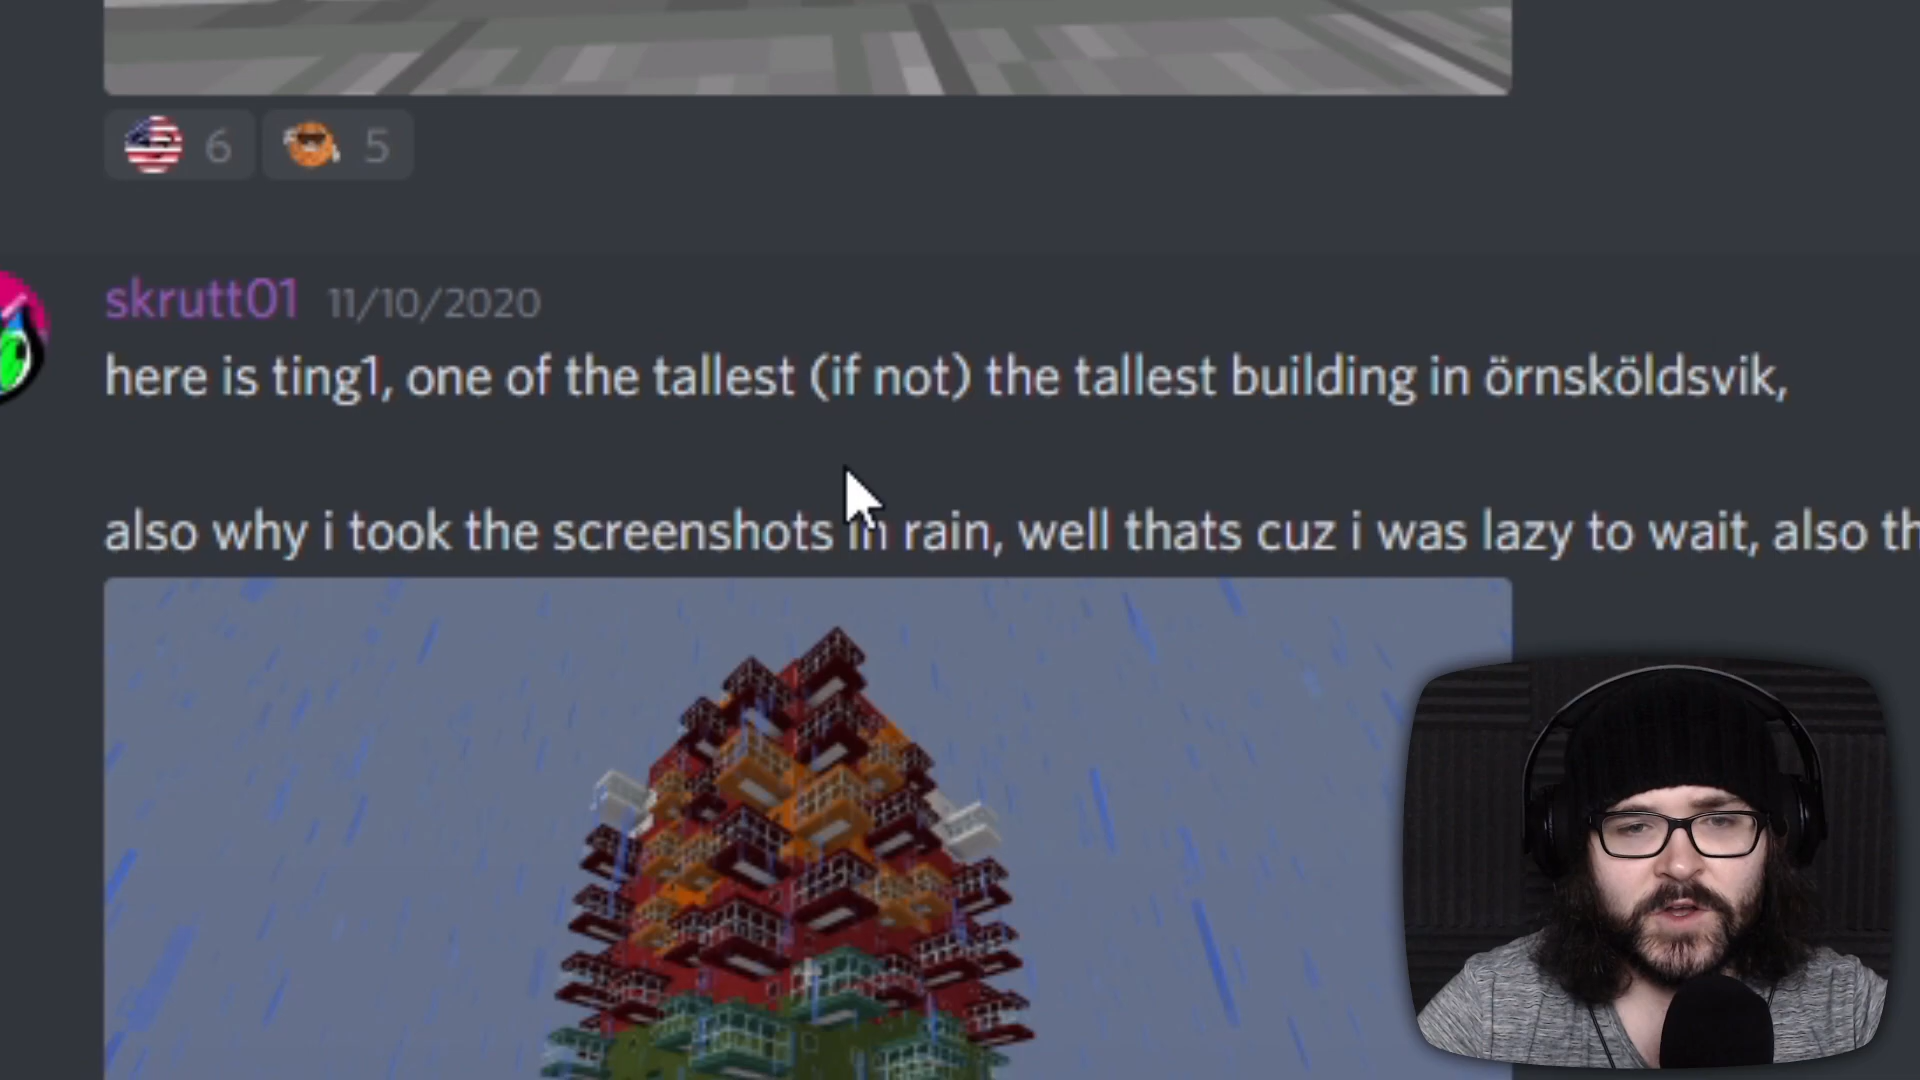 6 5
skrutt01 11/10/2020
here is ting1, one of the tallest (if not) the tallest building in örnsköldsvik,
also why i took the screenshots in rain, well thats cuz i was lazy to wait, also